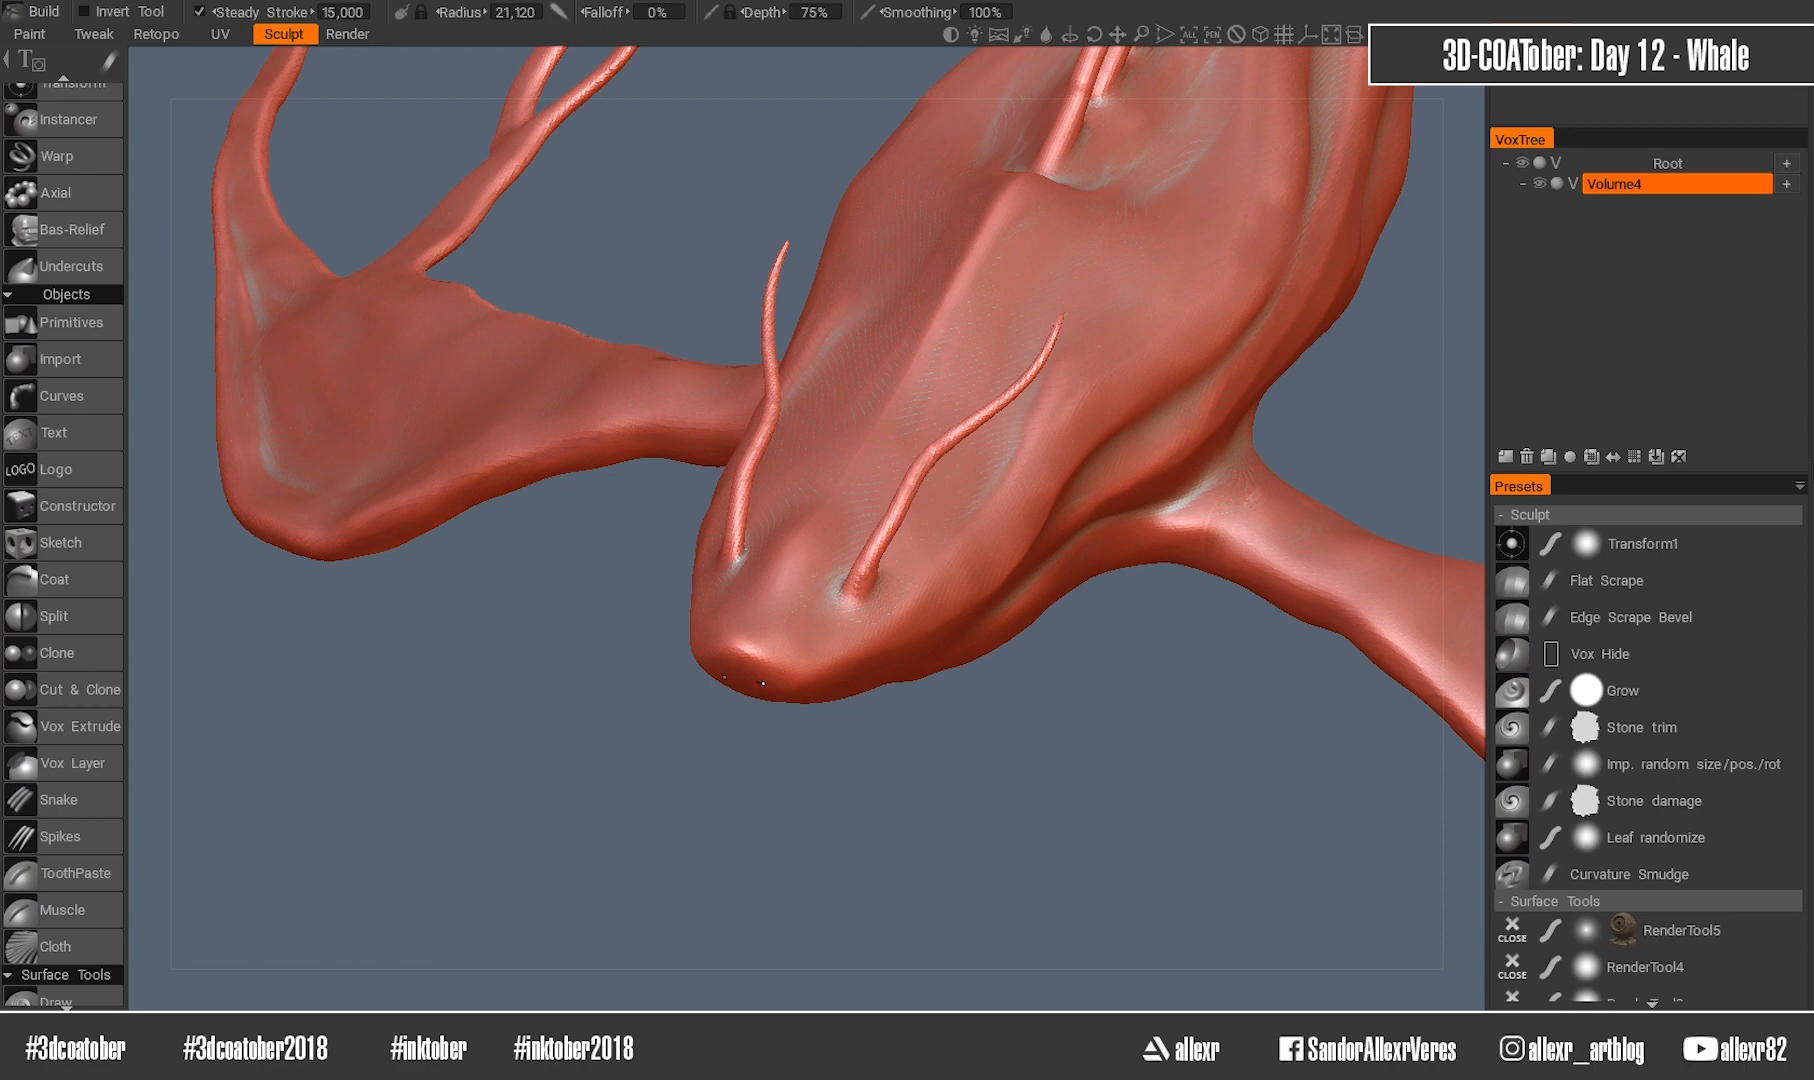 Build Invert Tool Steady Stroke 15,000 Radius 21,120 Falloff 0% Depth 75% Smoothing 100%
Paint Tweak Retopo UV Sculpt Render
ALL PEN
3D-COATober: Day 12 - Whale
T
Transform
Instancer
Warp
Axial
Bas-Relief
Undercuts
Objects
Primitives
Import
Curves
Text
LOGO Logo
Constructor
Sketch
Coat
Split
Clone
Cut & Clone
Vox Extrude
Vox Layer
Snake
Spikes
ToothPaste
Muscle
Cloth
Surface Tools
Draw
VoxTree
- V Root +
- V Volume4 +
Presets
- Sculpt
Transform1
Flat Scrape
Edge Scrape Bevel
Vox Hide
Grow
Stone trim
Imp. random size/pos./rot
Stone damage
Leaf randomize
Curvature Smudge
- Surface Tools
CLOSE RenderTool5
CLOSE RenderTool4
#3dcoatober #3dcoatober2018 #inktober #inktober2018 allexr SandorAllexrVeres allexr_artblog allexr82